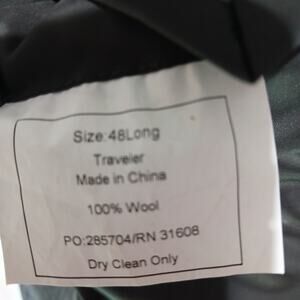 Size:48Long
Traveler
Made in China
100% Wool
PO:285704/RN 31608
Dry Clean Only